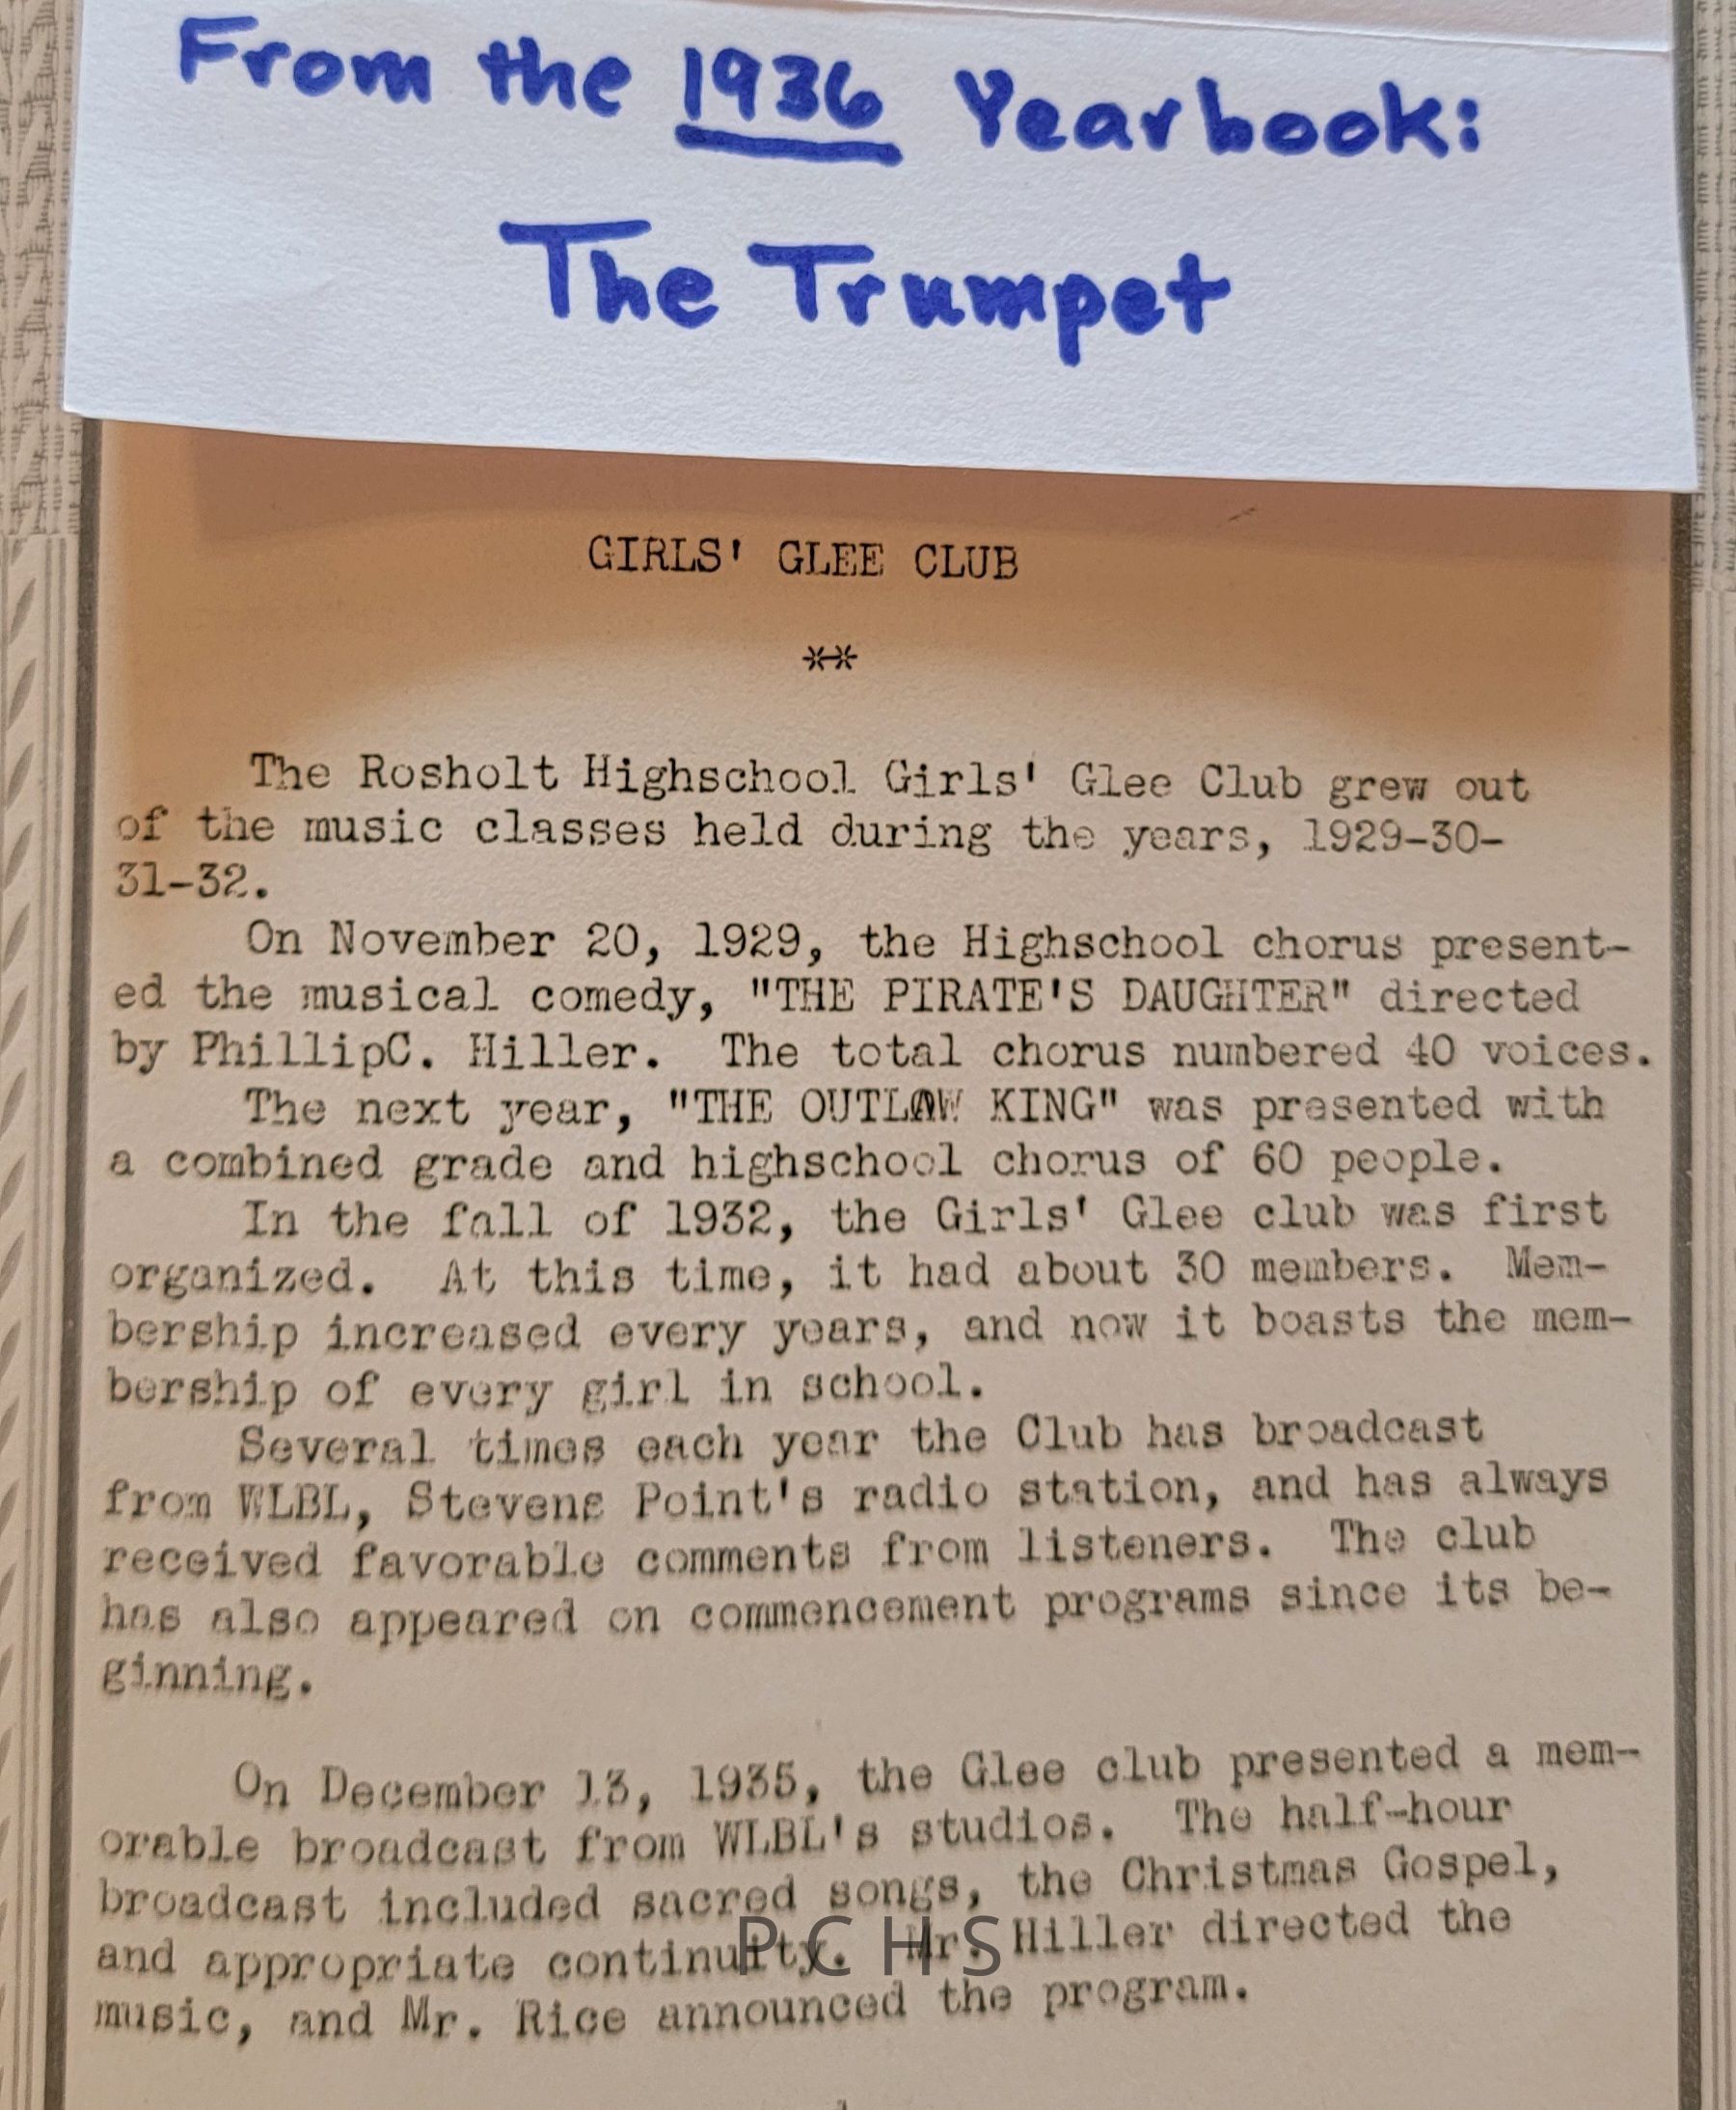 From the 1936 Yearbook:
The Trumpet
GIRLS' GLEE CLUB
**
The Rosholt Highschool Girls' Glee Club grew out
of the music classes held during the years, 1929-30-
31-32.
On November 20, 1929, the Highschool chorus present-
ed the musical comedy, "THE PIRATE'S DAUGHTER" directed
by PhillipC. Hiller. The total chorus numbered 40 voices.
The next year, "THE OUTLAW KING" was presented with
a combined grade and highschool chorus of 60 people.
In the fall of 1932, the Girls' Glee club was first
organized. At this time, it had about 30 members. Mem-
bership increased every years, and now it boasts the mem-
bership of every girl in school.
Several times each year the Club has broadcast
from WLBL, Stevens Point's radio station, and has always
received favorable comments from listeners. The club
has also appeared on commencement programs since its be-
ginning.
On December 13, 1935, the Glee club presented a mem-
orable broadcast from WLBL's studios. The half-hour
broadcast included sacred songs, the Christmas Gospel,
and appropriate continuity. Mr. Hiller directed the
music, and Mr. Rice announced the program.
PCHS